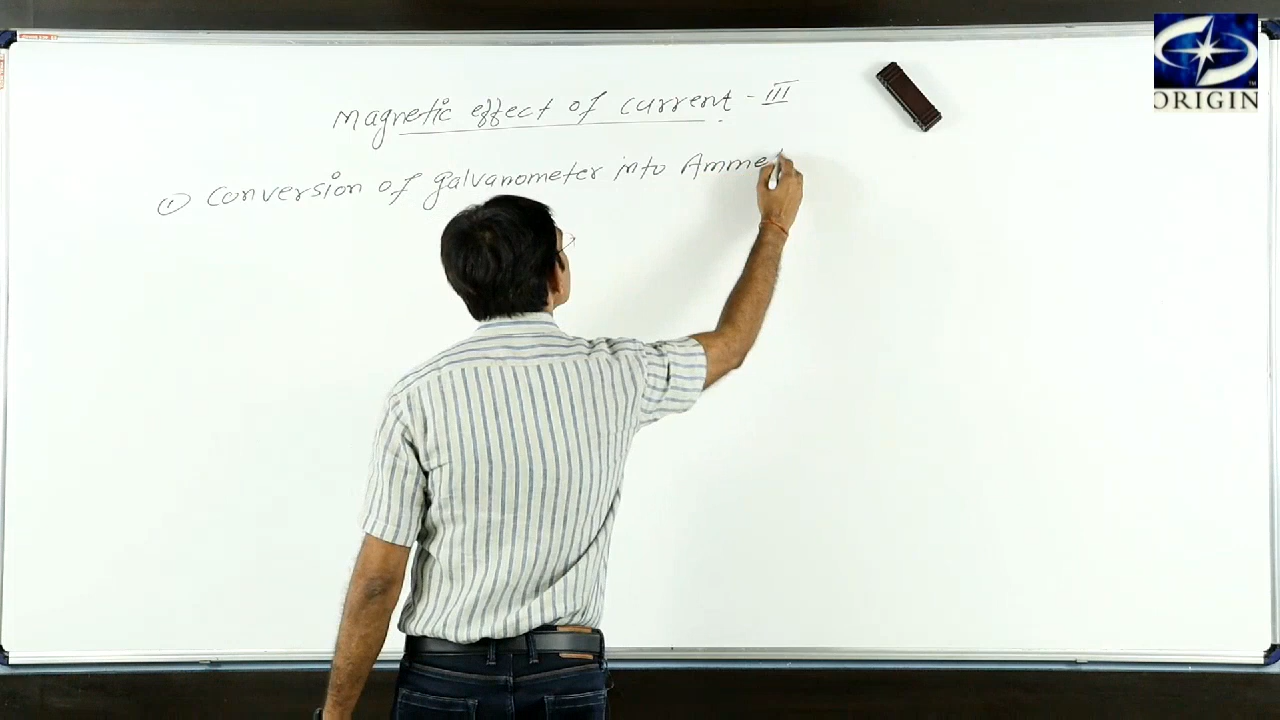 Magnetic effect of current - III
① Conversion of galvanometer into Amme
ORIGIN